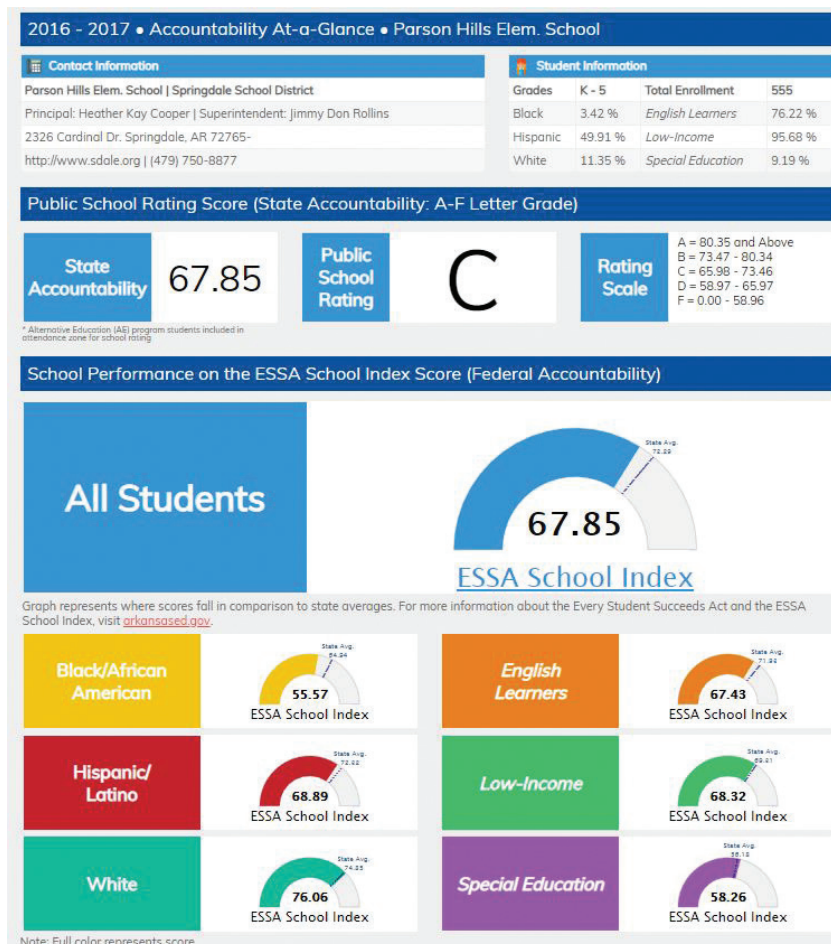 2016 - 2017 • Accountability At-a-Glance • Parson Hills Elem. School
Contact Information
Parson Hills Elem. School | Springdale School District
Principal: Heather Kay Cooper | Superintendent: Jimmy Don Rollins
2326 Cardinal Dr. Springdale, AR 72765-
http://www.sdale.org | (479) 750-8877
Student Information
Grades K - 5 Total Enrollment 555
Black 3.42 % English Learners 76.22 %
Hispanic 49.91 % Low-Income 95.68 %
White 11.35 % Special Education 9.19 %
Public School Rating Score (State Accountability: A-F Letter Grade)
State
Accountability
67.85
Public
School
Rating
C
Rating
Scale
A = 80.35 and Above
B = 73.47 - 80.34
C = 65.98 - 73.46
D = 58.97 - 65.97
F = 0.00 - 58.96
* Alternative Education (AE) program students included in
attendance zone for school rating
School Performance on the ESSA School Index Score (Federal Accountability)
All Students
State Avg.
67.85
ESSA School Index
Graph represents where scores fall in comparison to state averages. For more information about the Every Student Succeeds Act and the ESSA
School Index, visit arkansased.gov.
Black/African
American
State Avg.
55.57
ESSA School Index
English
Learners
State Avg.
67.43
ESSA School Index
Hispanic/
Latino
State Avg.
68.89
ESSA School Index
Low-Income
State Avg.
68.32
ESSA School Index
White
State Avg.
76.06
ESSA School Index
Special Education
State Avg.
58.26
ESSA School Index
Note: Full color represents score